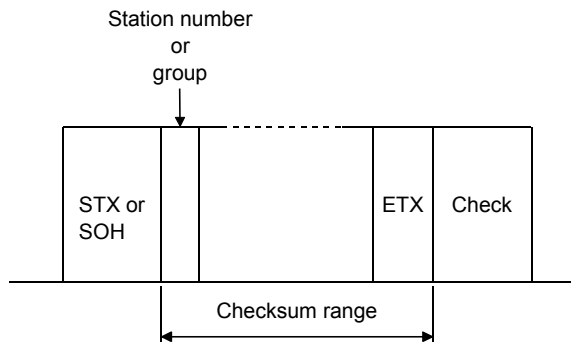 Station number
or
group
STX or
SOH
ETX
Check
Checksum range